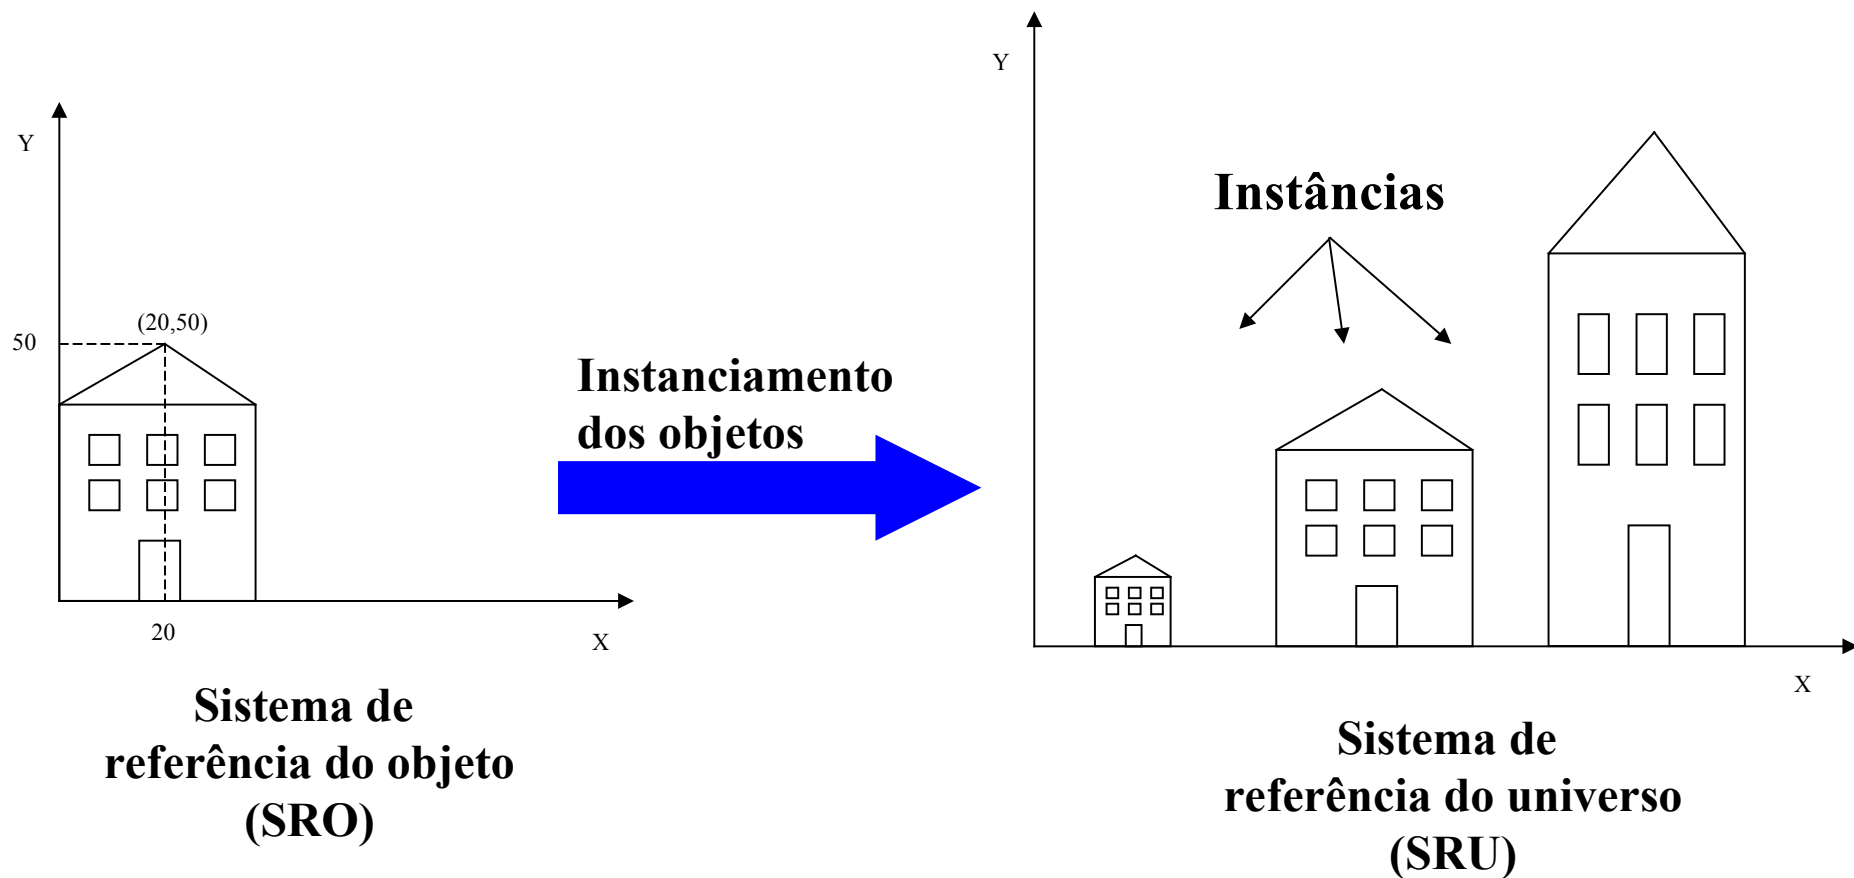 Y
50
(20,50)
20
X
Sistema de
referência do objeto
(SRO)
Instanciamento
dos objetos
Y
Instâncias
X
Sistema de
referência do universo
(SRU)